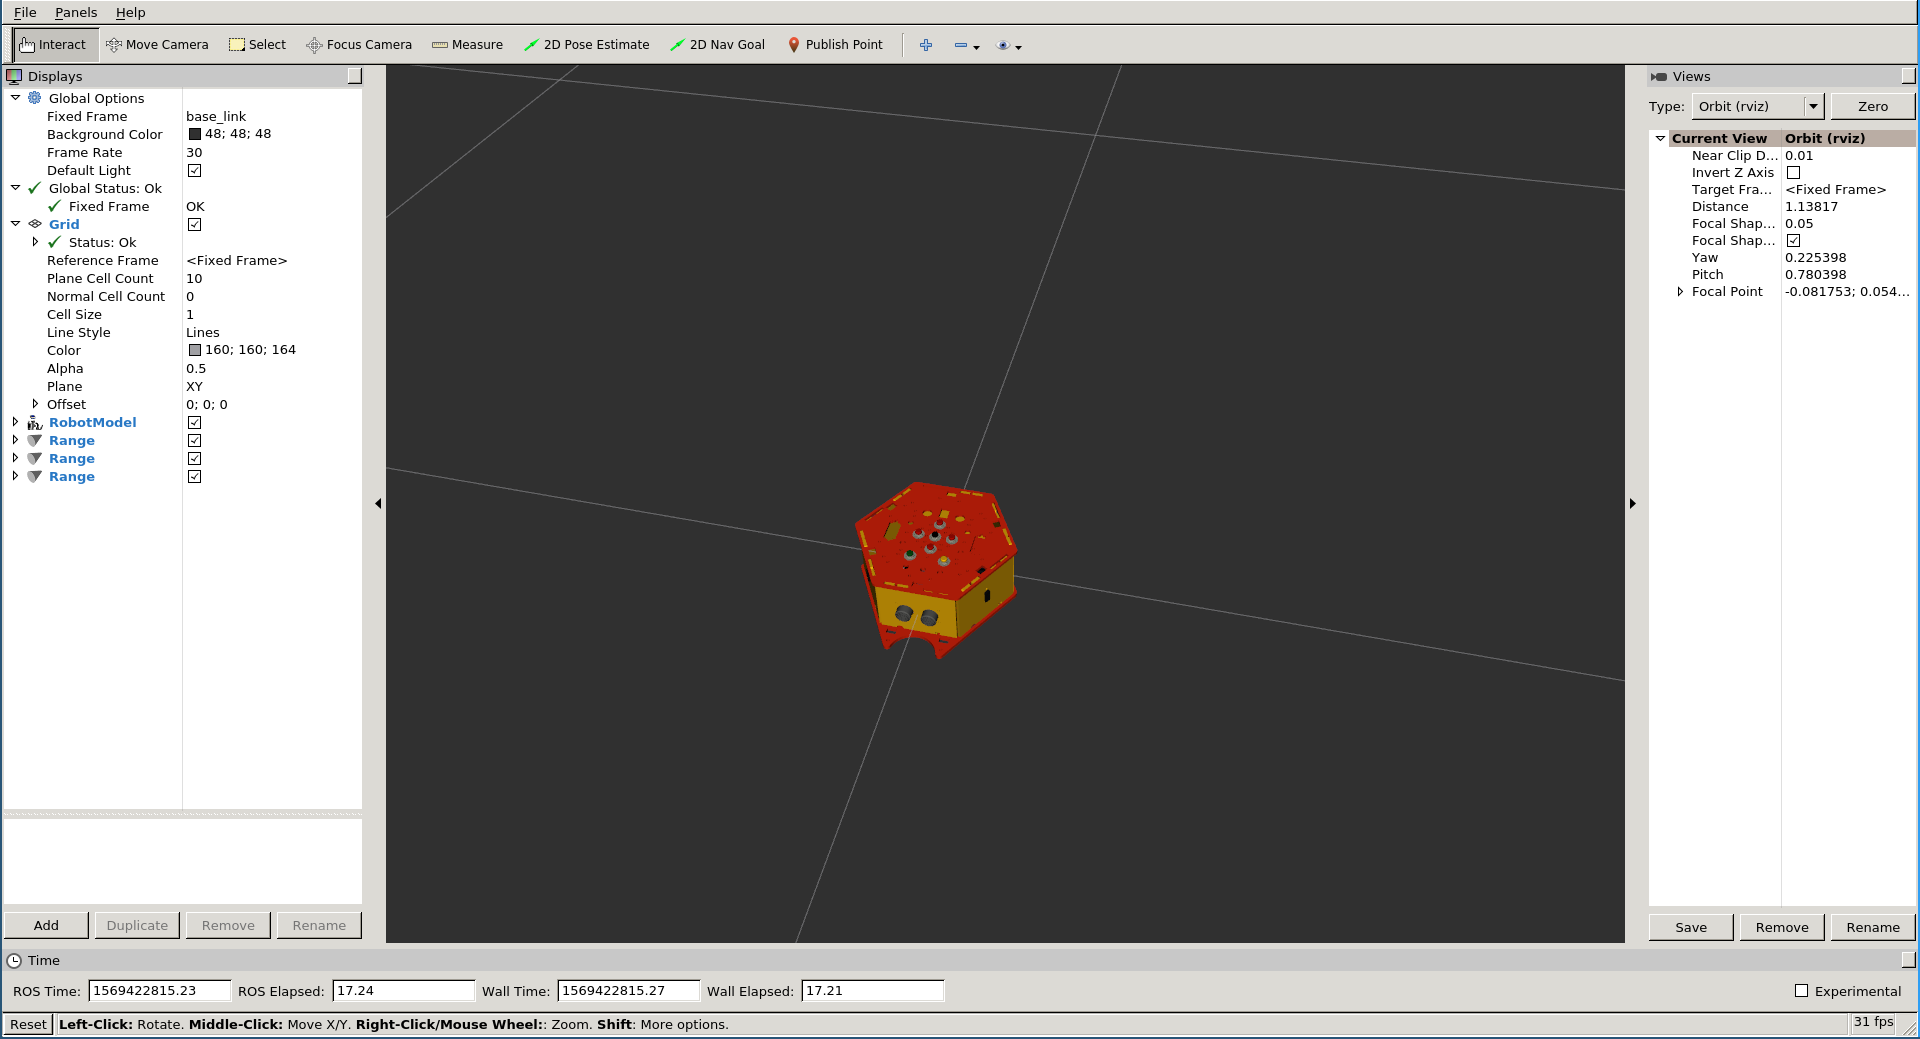 File Panels Help
Interact Move Camera Select Focus Camera Measure 2D Pose Estimate 2D Nav Goal Publish Point
Displays
Global Options
Fixed Frame base_link
Background Color 48; 48; 48
Frame Rate 30
Default Light
Global Status: Ok
Fixed Frame OK
Grid
Status: Ok
Reference Frame <Fixed Frame>
Plane Cell Count 10
Normal Cell Count 0
Cell Size 1
Line Style Lines
Color 160; 160; 164
Alpha 0.5
Plane XY
Offset 0; 0; 0
RobotModel
Range
Range
Range
Add Duplicate Remove Rename
Views
Type: Orbit (rviz) Zero
Current View Orbit (rviz)
Near Clip D... 0.01
Invert Z Axis
Target Fra... <Fixed Frame>
Distance 1.13817
Focal Shap... 0.05
Focal Shap...
Yaw 0.225398
Pitch 0.780398
Focal Point -0.081753; 0.054...
Save Remove Rename
Time
ROS Time: 1569422815.23 ROS Elapsed: 17.24 Wall Time: 1569422815.27 Wall Elapsed: 17.21 Experimental
Reset Left-Click: Rotate. Middle-Click: Move X/Y. Right-Click/Mouse Wheel:: Zoom. Shift: More options. 31 fps